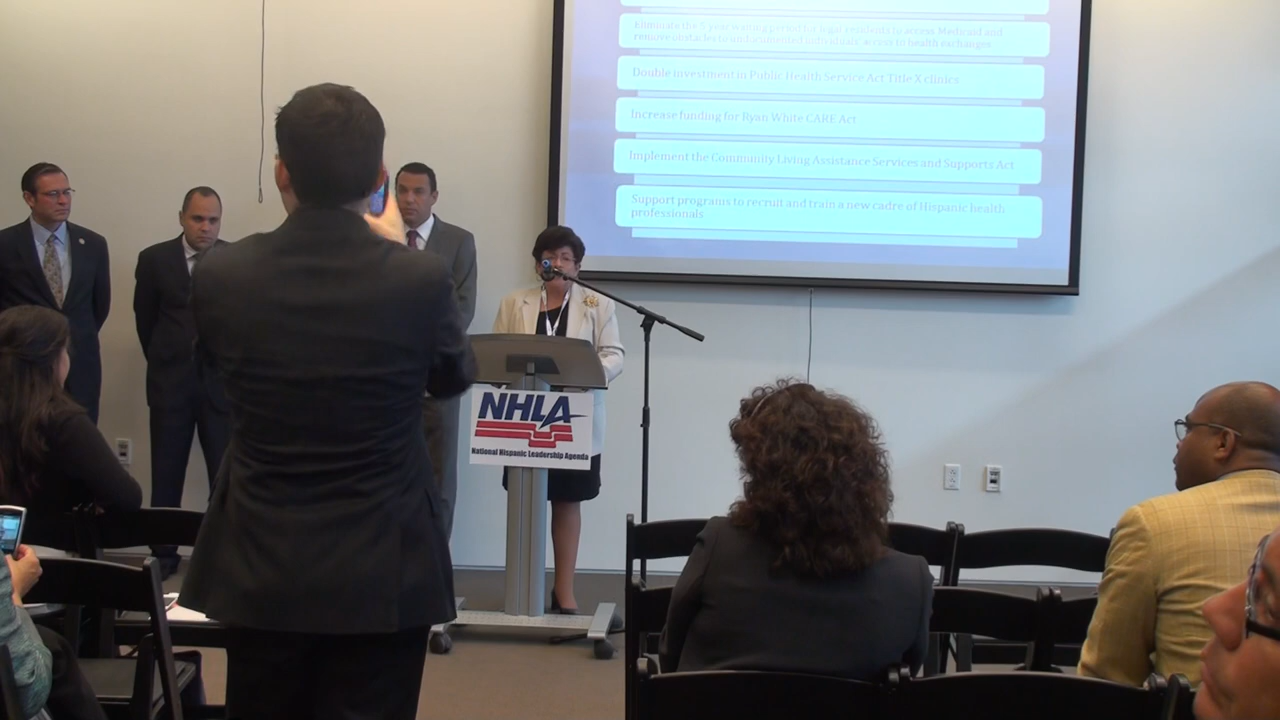 Eliminate the 5 year waiting period for legal residents to access Medicaid and
remove obstacles to undocumented individuals' access to health exchanges
Double investment in Public Health Service Act Title X clinics
Increase funding for Ryan White CARE Act
Implement the Community Living Assistance Services and Supports Act
Support programs to recruit and train a new cadre of Hispanic health
professionals
NHLA
National Hispanic Leadership Agenda